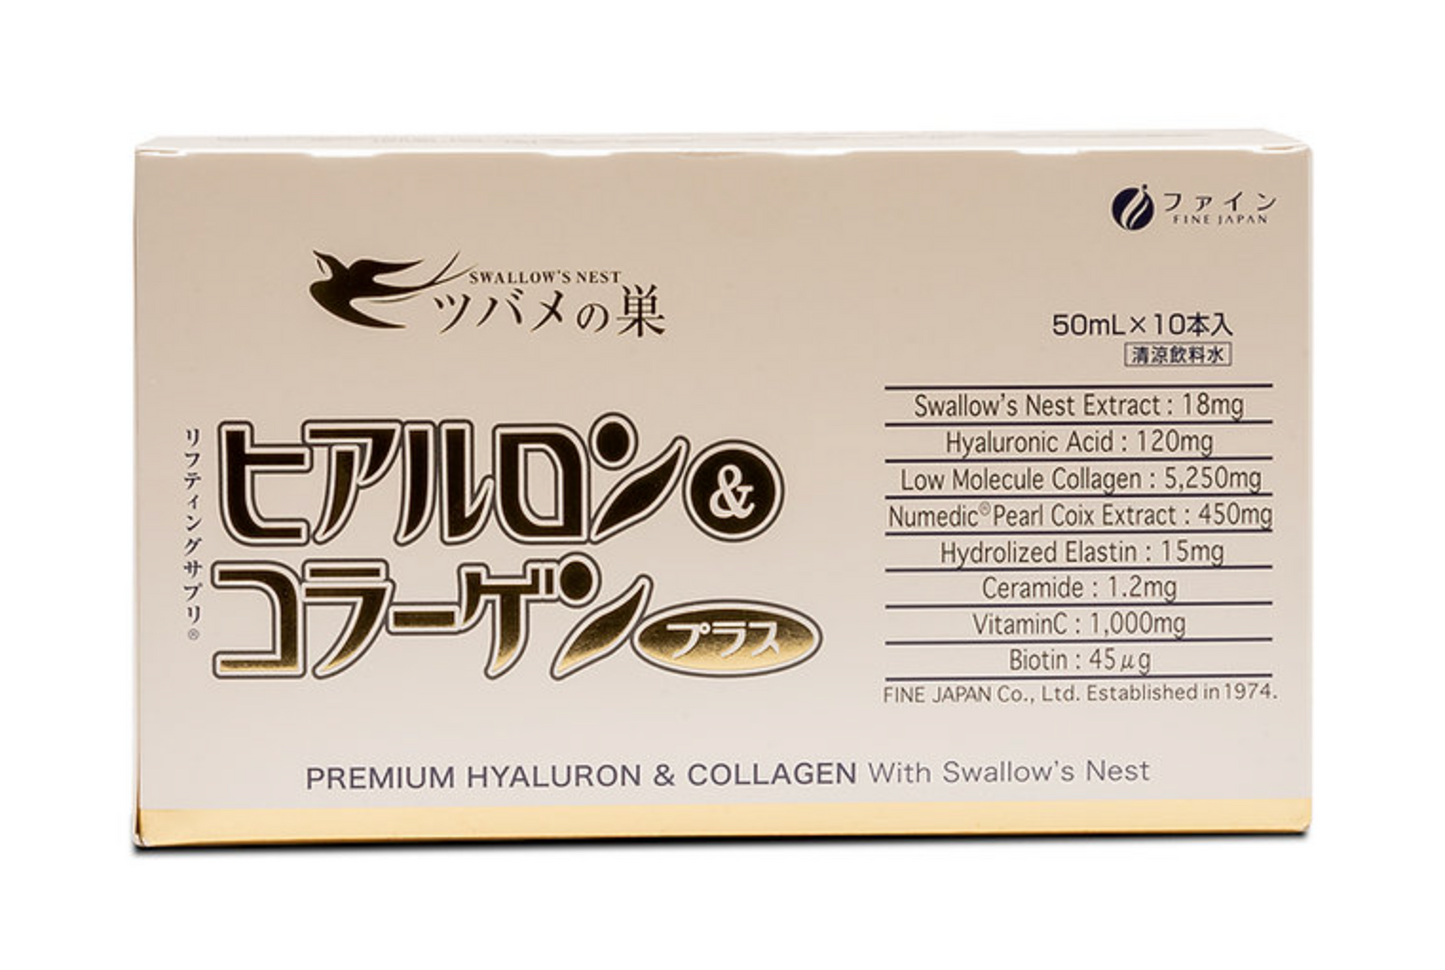 ファイン
FINE JAPAN
SWALLOW'S NEST
ツバメの巣
50mL×10本入
清涼飲料水
リフティングサプリ®
ヒアルロン&
コラーゲンプラス
Swallow's Nest Extract : 18mg
Hyaluronic Acid : 120mg
Low Molecule Collagen : 5,250mg
Numedic®Pearl Coix Extract : 450mg
Hydrolized Elastin : 15mg
Ceramide : 1.2mg
VitaminC : 1,000mg
Biotin : 45μg
FINE JAPAN Co., Ltd. Established in 1974.
PREMIUM HYALURON & COLLAGEN With Swallow's Nest